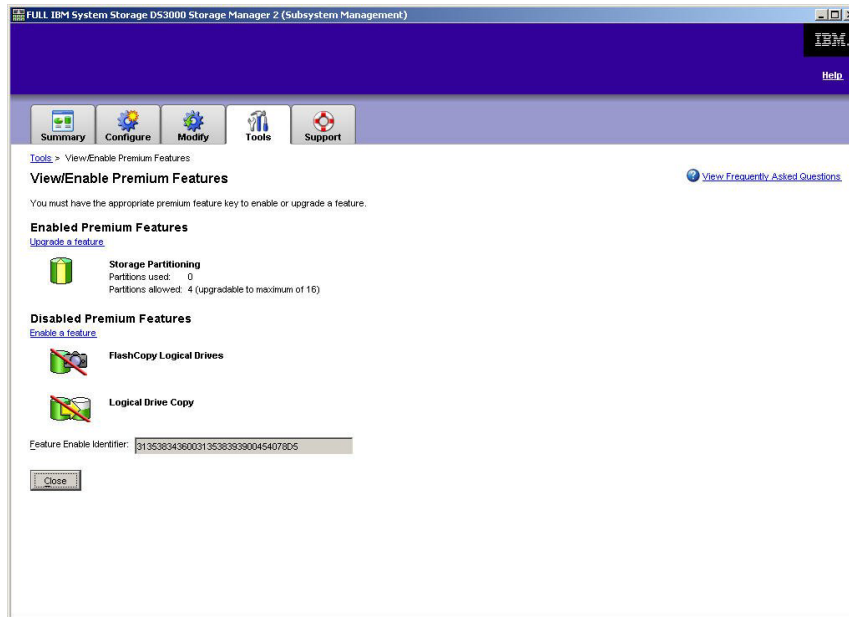 FULL IBM System Storage DS3000 Storage Manager 2 (Subsystem Management)
IBM.
Help
Summary
Configure
Modify
Tools
Support
Tools > View/Enable Premium Features
View/Enable Premium Features
View Frequently Asked Questions
You must have the appropriate premium feature key to enable or upgrade a feature.
Enabled Premium Features
Upgrade a feature
Storage Partitioning
Partitions used: 0
Partitions allowed: 4 (upgradable to maximum of 16)
Disabled Premium Features
Enable a feature
FlashCopy Logical Drives
Logical Drive Copy
Feature Enable Identifier: 313538343600313538393900454078D5
Close